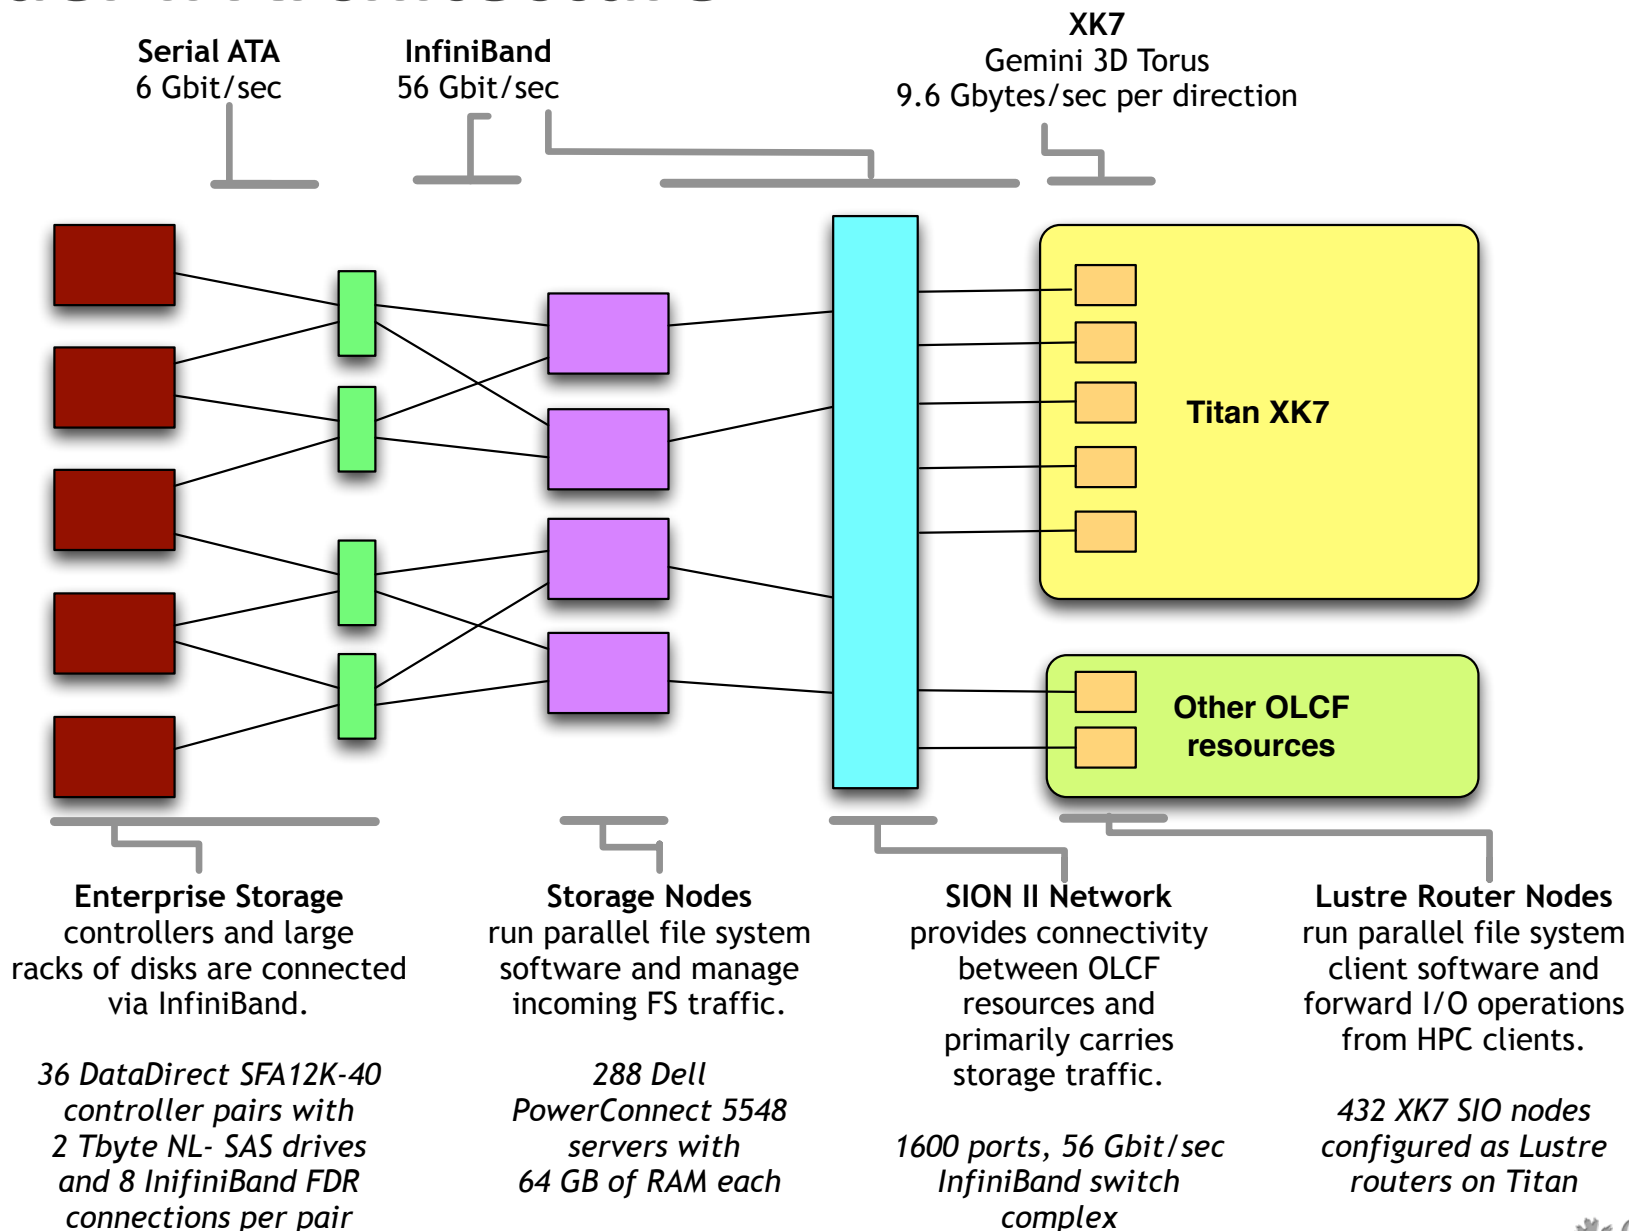 Serial ATA
6 Gbit/sec
InfiniBand
56 Gbit/sec
XK7
Gemini 3D Torus
9.6 Gbytes/sec per direction
Titan XK7
Other OLCF
resources
Enterprise Storage
controllers and large
racks of disks are connected
via InfiniBand.
36 DataDirect SFA12K-40
controller pairs with
2 Tbyte NL- SAS drives
and 8 InifiniBand FDR
connections per pair
Storage Nodes
run parallel file system
software and manage
incoming FS traffic.
288 Dell
PowerConnect 5548
servers with
64 GB of RAM each
SION II Network
provides connectivity
between OLCF
resources and
primarily carries
storage traffic.
1600 ports, 56 Gbit/sec
InfiniBand switch
complex
Lustre Router Nodes
run parallel file system
client software and
forward I/O operations
from HPC clients.
432 XK7 SIO nodes
configured as Lustre
routers on Titan